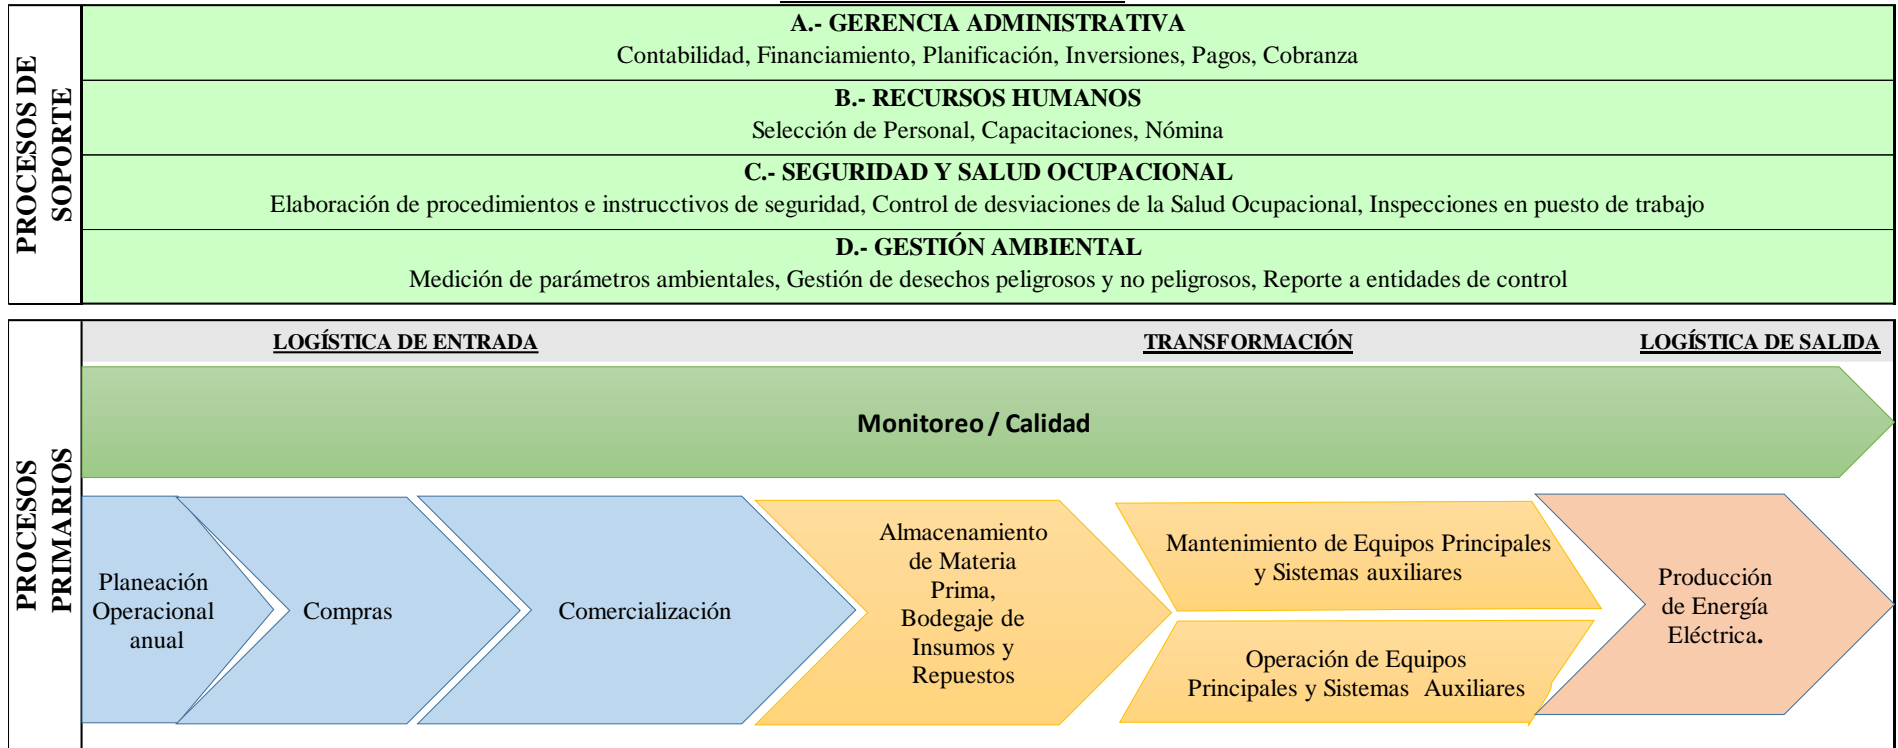 PROCESOS DE
SOPORTE
A.- GERENCIA ADMINISTRATIVA
Contabilidad, Financiamiento, Planificación, Inversiones, Pagos, Cobranza
B.- RECURSOS HUMANOS
Selección de Personal, Capacitaciones, Nómina
C.- SEGURIDAD Y SALUD OCUPACIONAL
Elaboración de procedimientos e instrucctivos de seguridad, Control de desviaciones de la Salud Ocupacional, Inspecciones en puesto de trabajo
D.- GESTIÓN AMBIENTAL
Medición de parámetros ambientales, Gestión de desechos peligrosos y no peligrosos, Reporte a entidades de control
PROCESOS
PRIMARIOS
LOGÍSTICA DE ENTRADA
TRANSFORMACIÓN
LOGÍSTICA DE SALIDA
Monitoreo / Calidad
Planeación
Operacional
anual
Compras
Comercialización
Almacenamiento
de Materia
Prima,
Bodegaje de
Insumos y
Repuestos
Mantenimiento de Equipos Principales
y Sistemas auxiliares
Operación de Equipos
Principales y Sistemas Auxiliares
Producción
de Energía
Eléctrica.